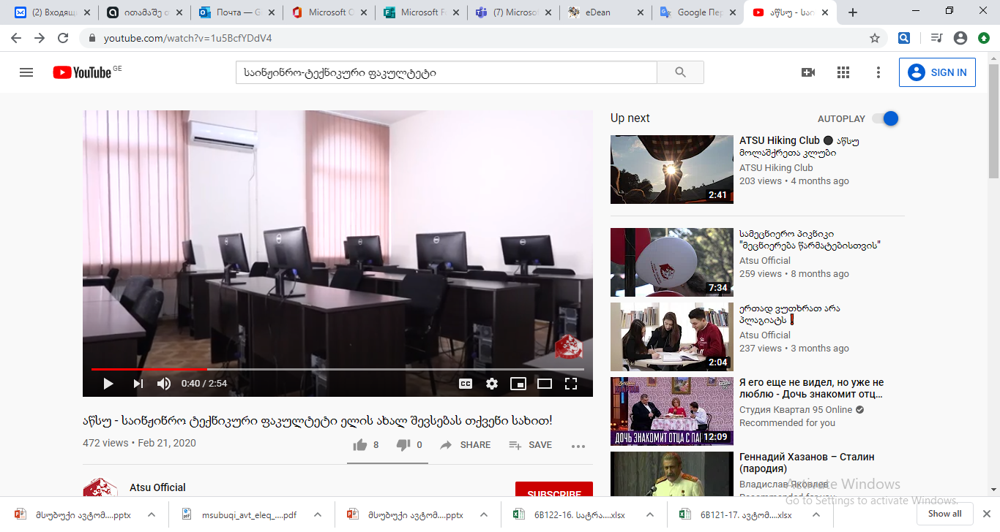 (2) Входящ
ითამაშე
Почта — G
Microsoft
Microsoft F
(7) Microso
eDean
Google Пер
აწსუ - საი
youtube.com/watch?v=1u5BcfYDdV4
YouTube GE
საინჟინრო-ტექნიკური ფაკულტეტი
SIGN IN
DELL
DELL
0:40 / 2:54
CC
აწსუ - საინჟინრო ტექნიკური ფაკულტეტი ელის ახალ შევსებას თქვენი სახით!
472 views • Feb 21, 2020
8
0
SHARE
SAVE
Atsu Official
SUBSCRIBE
Up next
AUTOPLAY
ATSU Hiking Club ⚫ აწსუ
მოლაშქრეთა კლუბი
ATSU Hiking Club
203 views • 4 months ago
2:41
სამეცნიერო პიკნიკი
"მეცნიერება წარმატებისთვის"
Atsu Official
259 views • 8 months ago
7:34
ერთად ვუთხრათ არა
პლაგიატს❗
Atsu Official
237 views • 3 months ago
2:04
Я его еще не видел, но уже не
люблю - Дочь знакомит отц...
Студия Квартал 95 Online
Recommended for you
ДОЧЬ ЗНАКОМИТ ОТЦА С ПА
12:09
Геннадий Хазанов – Сталин
(пародия)
Владислав Яковлев
Recommended for you
Activate Windows
Go to Settings to activate Windows.
მსუბუქი ავტომ....pptx
msubuqi_avt_eleq_....pdf
მსუბუქი ავტომ....pptx
6B122-16. სატრა....xlsx
6B121-17. ავტომ....xlsx
Show all